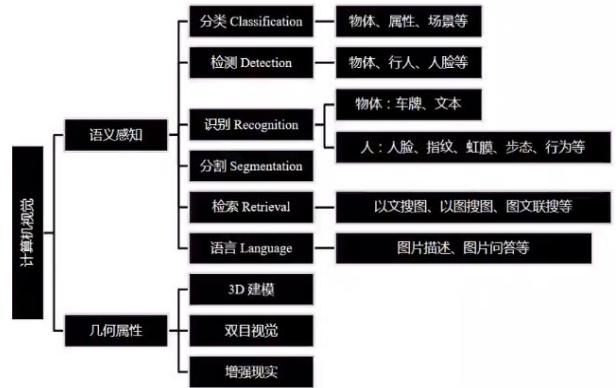 计算机视觉
语义感知
分类 Classification
物体、属性、场景等
检测 Detection
物体、行人、人脸等
识别 Recognition
物体：车牌、文本
人：人脸、指纹、虹膜、步态、行为等
分割 Segmentation
检索 Retrieval
以文搜图、以图搜图、图文联搜等
语言 Language
图片描述、图片问答等
几何属性
3D 建模
双目视觉
增强现实